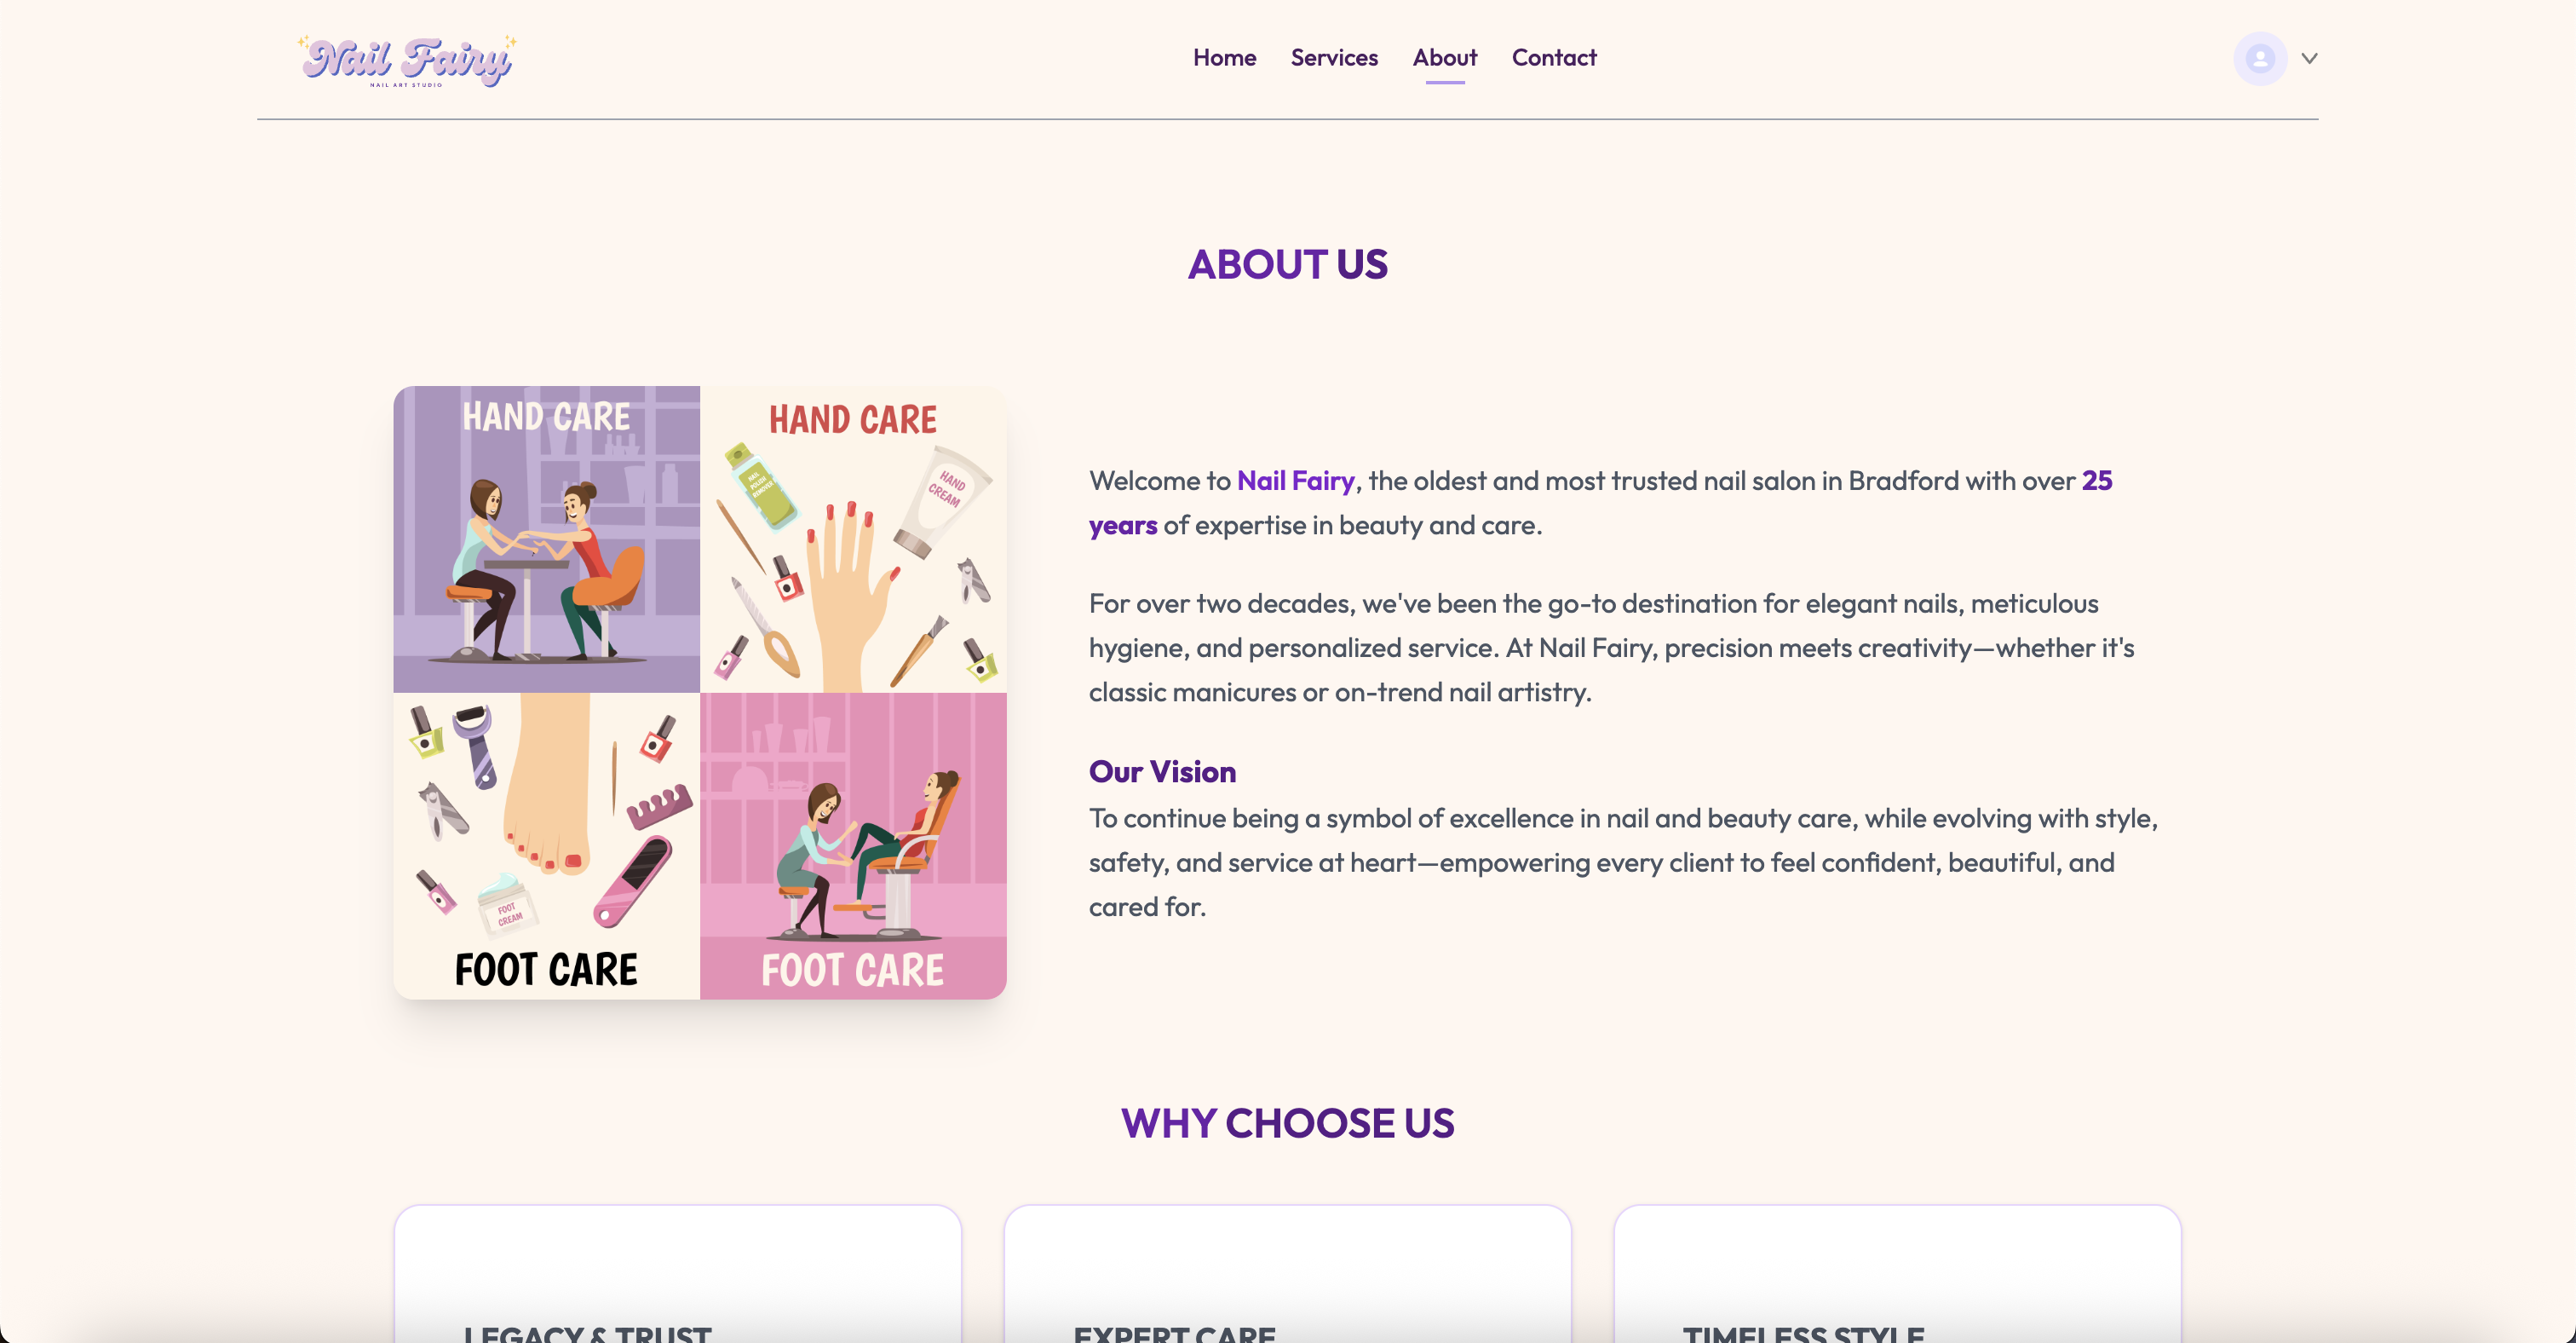 Nail Fairy
NAIL ART STUDIO
Home
Services
About
Contact
ABOUT US
HAND CARE
HAND CARE
NAIL
POLISH
REMOVER
HAND
CREAM
FOOT
CREAM
FOOT CARE
FOOT CARE
Welcome to Nail Fairy, the oldest and most trusted nail salon in Bradford with over 25
years of expertise in beauty and care.
For over two decades, we've been the go-to destination for elegant nails, meticulous
hygiene, and personalized service. At Nail Fairy, precision meets creativity—whether it's
classic manicures or on-trend nail artistry.
Our Vision
To continue being a symbol of excellence in nail and beauty care, while evolving with style,
safety, and service at heart—empowering every client to feel confident, beautiful, and
cared for.
WHY CHOOSE US
LEGACY & TRUST
EXPERT CARE
TIMELESS STYLE